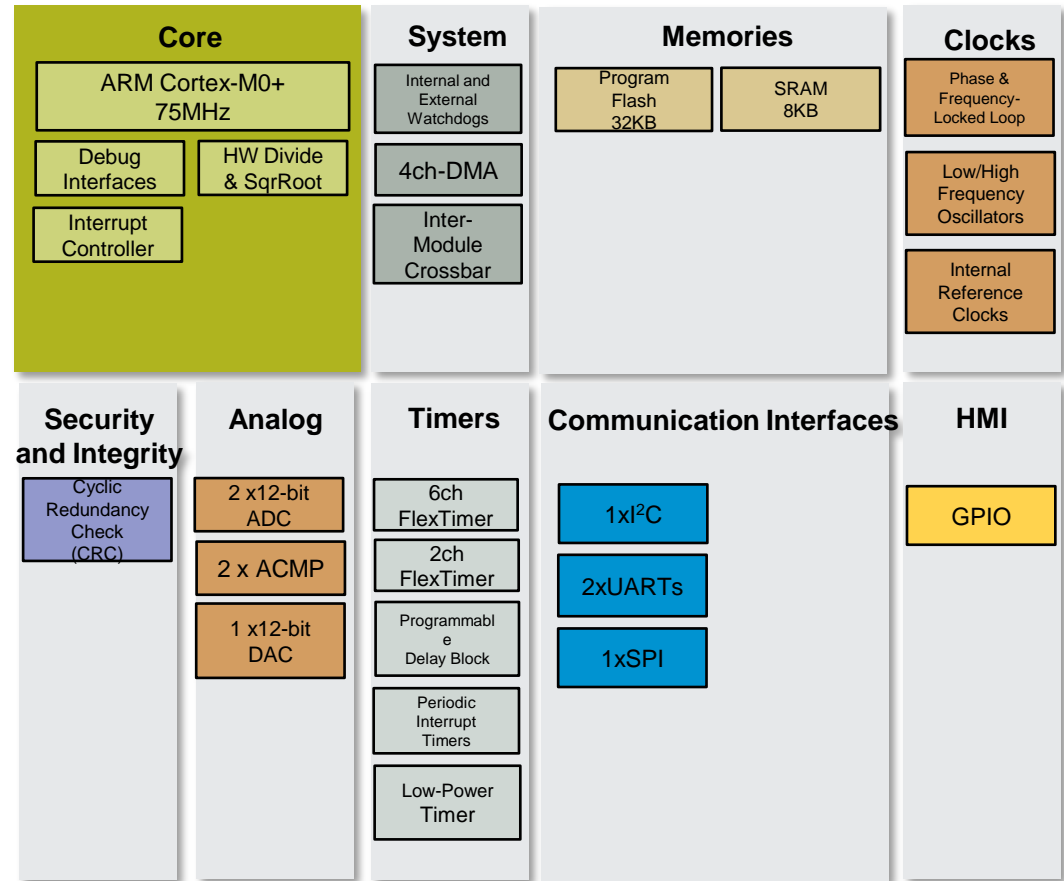 Core
ARM Cortex-M0+
75MHz
Debug
Interfaces
HW Divide
& SqrRoot
Interrupt
Controller
System
Internal and
External
Watchdogs
4ch-DMA
Inter-
Module
Crossbar
Memories
Program
Flash
32KB
SRAM
8KB
Clocks
Phase &
Frequency-
Locked Loop
Low/High
Frequency
Oscillators
Internal
Reference
Clocks
Security
and Integrity
Cyclic
Redundancy
Check
(CRC)
Analog
2 x12-bit
ADC
2 x ACMP
1 x12-bit
DAC
Timers
6ch
FlexTimer
2ch
FlexTimer
Programmabl
e
Delay Block
Periodic
Interrupt
Timers
Low-Power
Timer
Communication Interfaces
1xI²C
2xUARTs
1xSPI
HMI
GPIO